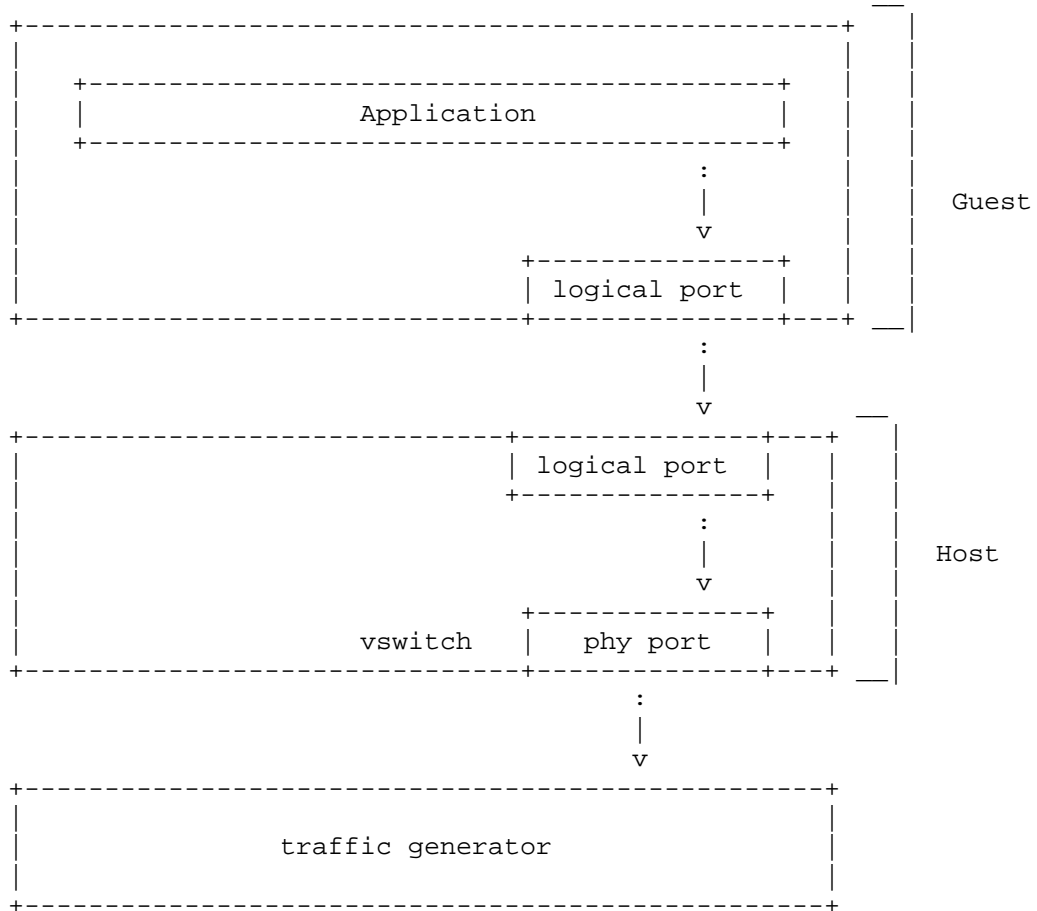 Application
Guest
logical port
logical port
Host
vswitch phy port
traffic generator